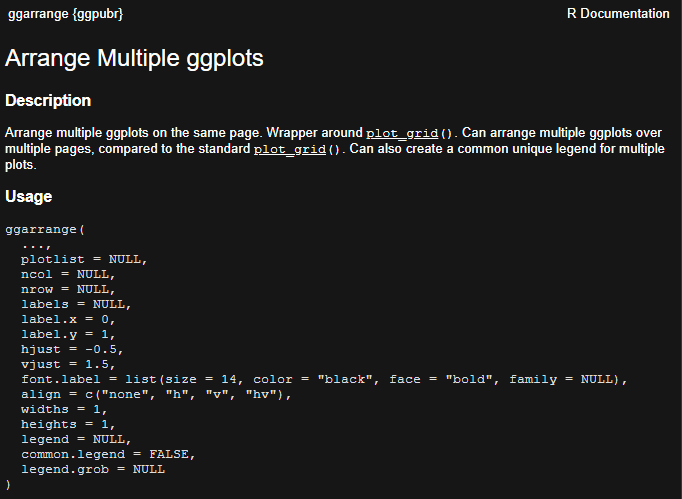 ggarrange {ggpubr}
R Documentation
Arrange Multiple ggplots
Description
Arrange multiple ggplots on the same page. Wrapper around plot_grid(). Can arrange multiple ggplots over
multiple pages, compared to the standard plot_grid(). Can also create a common unique legend for multiple
plots.
Usage
ggarrange(
  ...,
  plotlist = NULL,
  ncol = NULL,
  nrow = NULL,
  labels = NULL,
  label.x = 0,
  label.y = 1,
  hjust = -0.5,
  vjust = 1.5,
  font.label = list(size = 14, color = "black", face = "bold", family = NULL),
  align = c("none", "h", "v", "hv"),
  widths = 1,
  heights = 1,
  legend = NULL,
  common.legend = FALSE,
  legend.grob = NULL
)